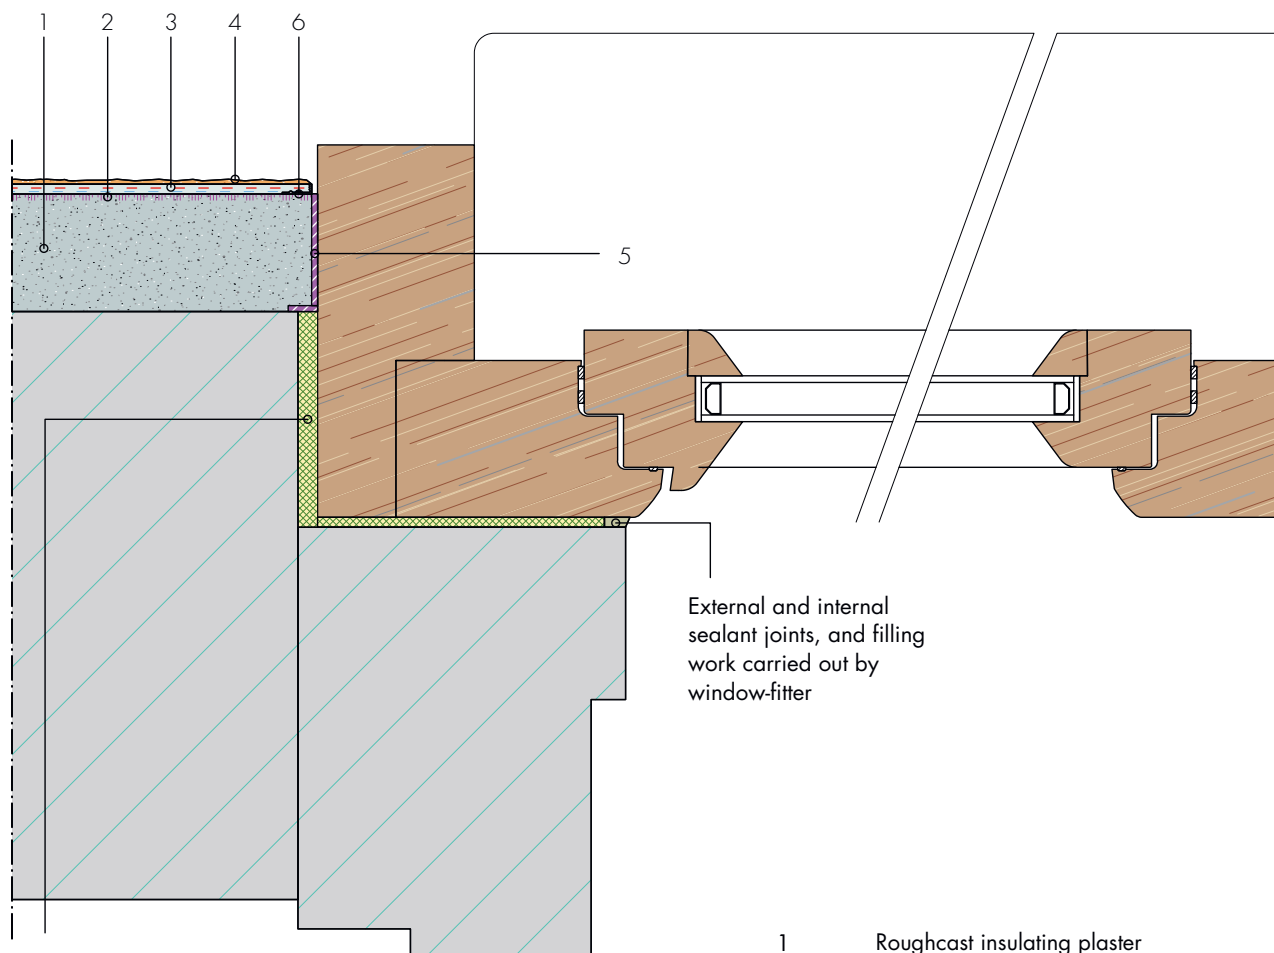 1 2 3 4 6
5
External and internal
sealant joints, and filling
work carried out by
window-fitter
1 Roughcast insulating plaster